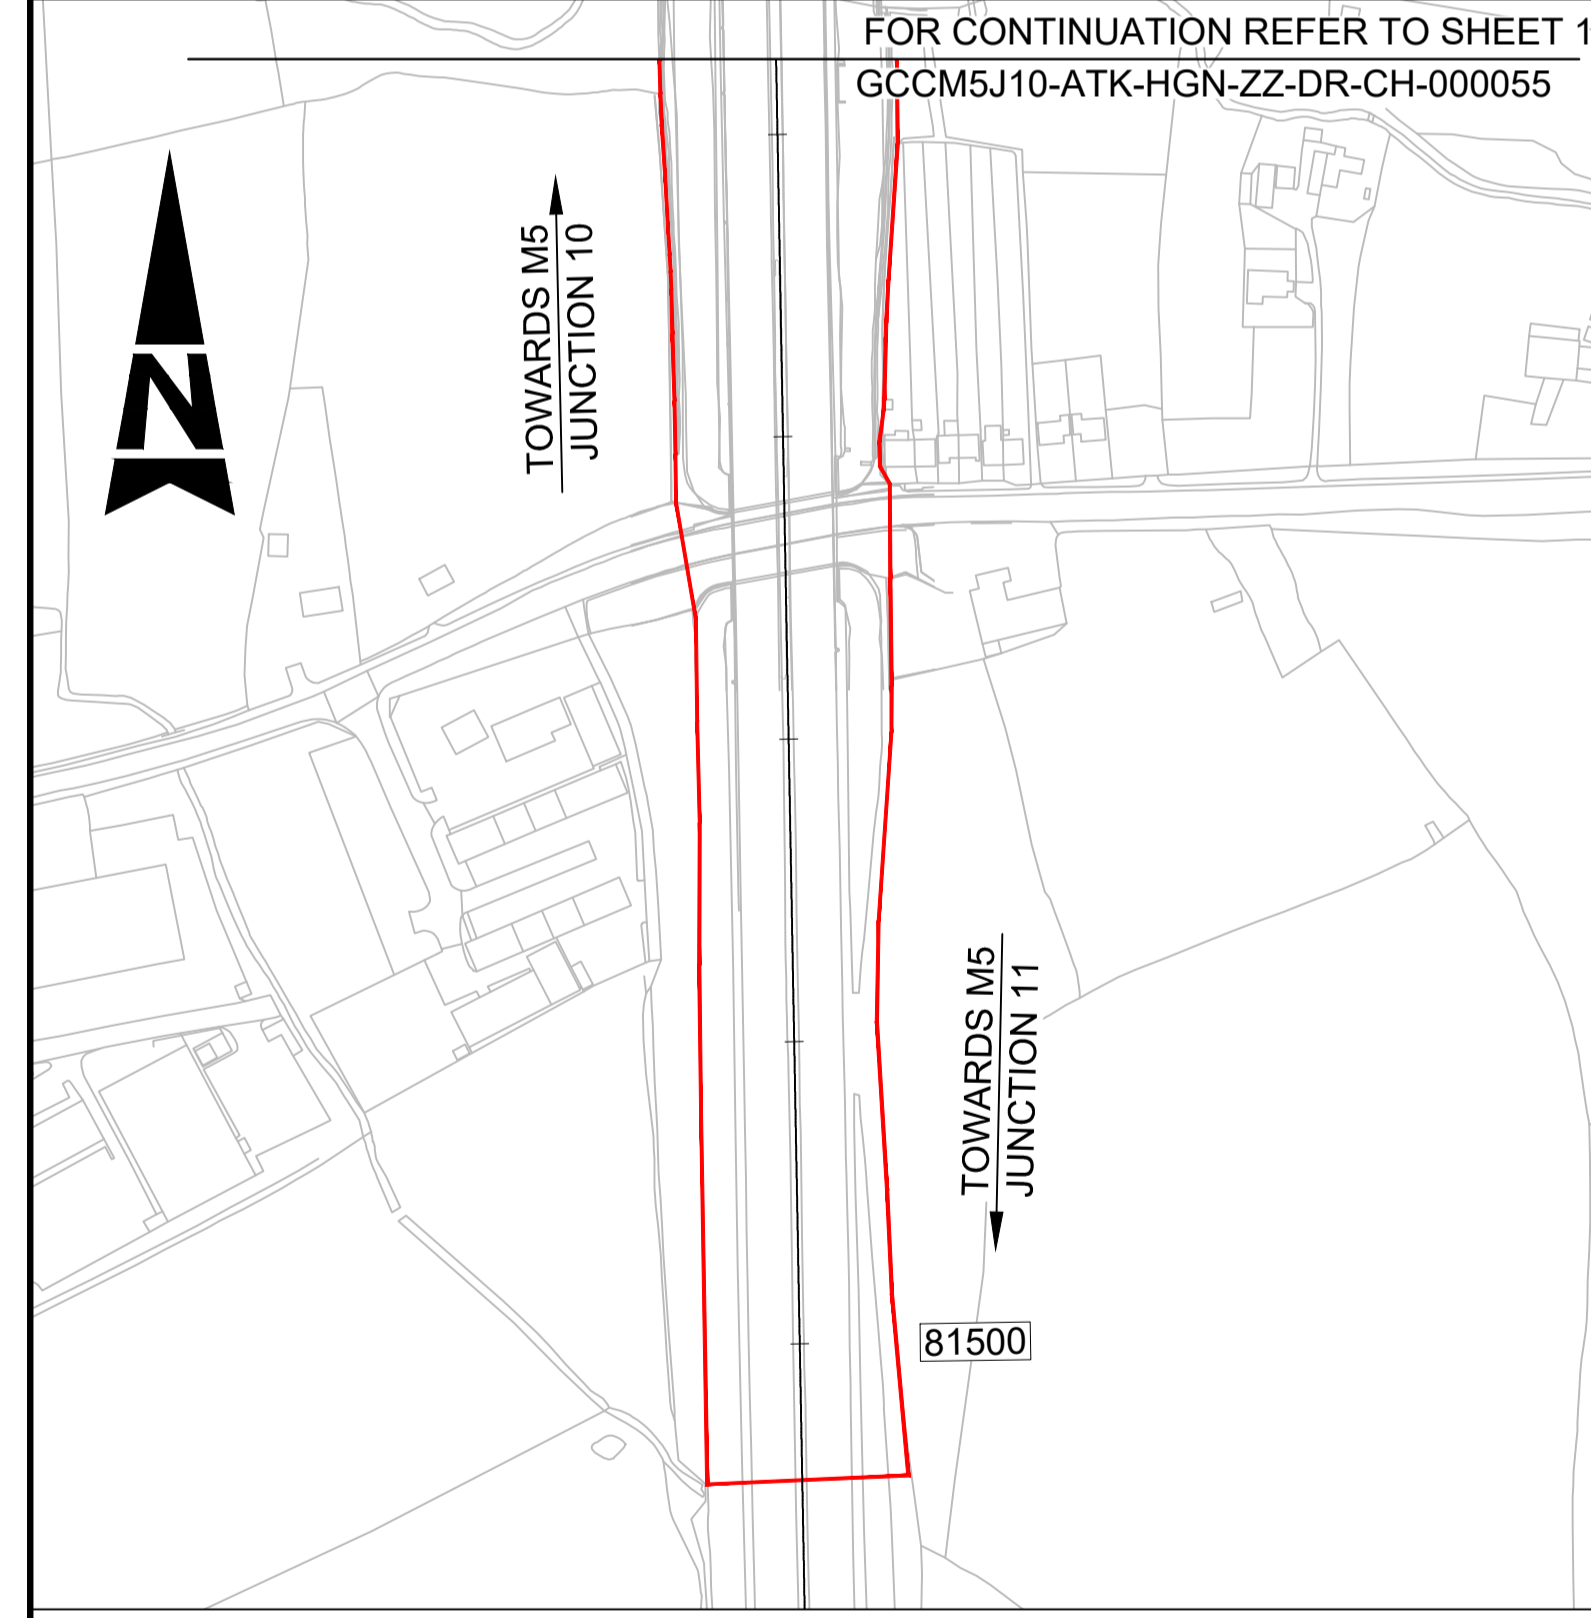 FOR CONTINUATION REFER TO SHEET 1
GCCM5J10-ATK-HGN-ZZ-DR-CH-000055
N
TOWARDS M5
JUNCTION 10
TOWARDS M5
JUNCTION 11
81500